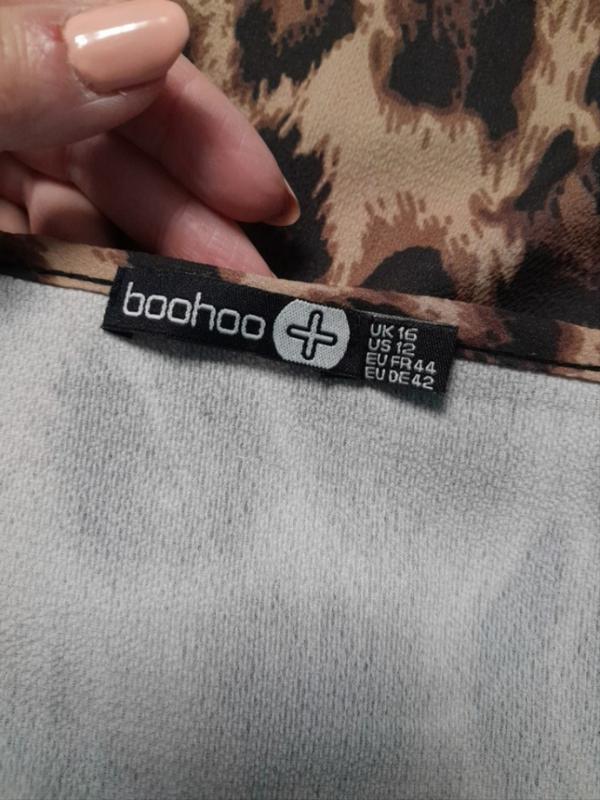 boohoo
UK 16
US 12
EU FR 44
EU DE 42